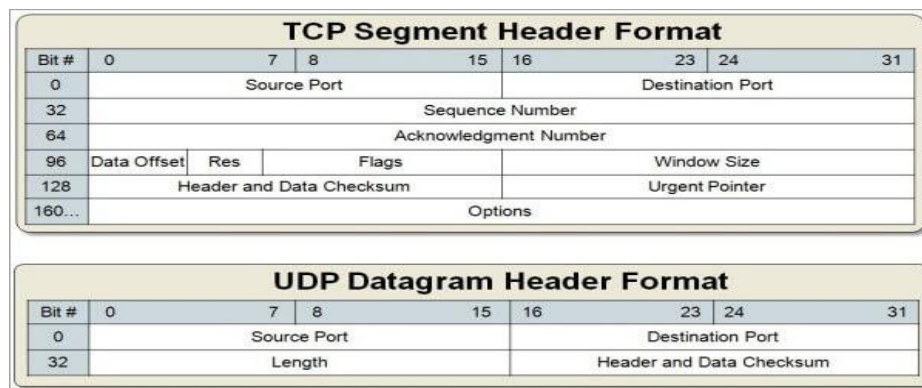 TCP Segment Header Format
Bit # 0 7 8 15 16 23 24 31
0 Source Port Destination Port
32 Sequence Number
64 Acknowledgment Number
96 Data Offset Res Flags Window Size
128 Header and Data Checksum Urgent Pointer
160... Options
UDP Datagram Header Format
Bit # 0 7 8 15 16 23 24 31
0 Source Port Destination Port
32 Length Header and Data Checksum